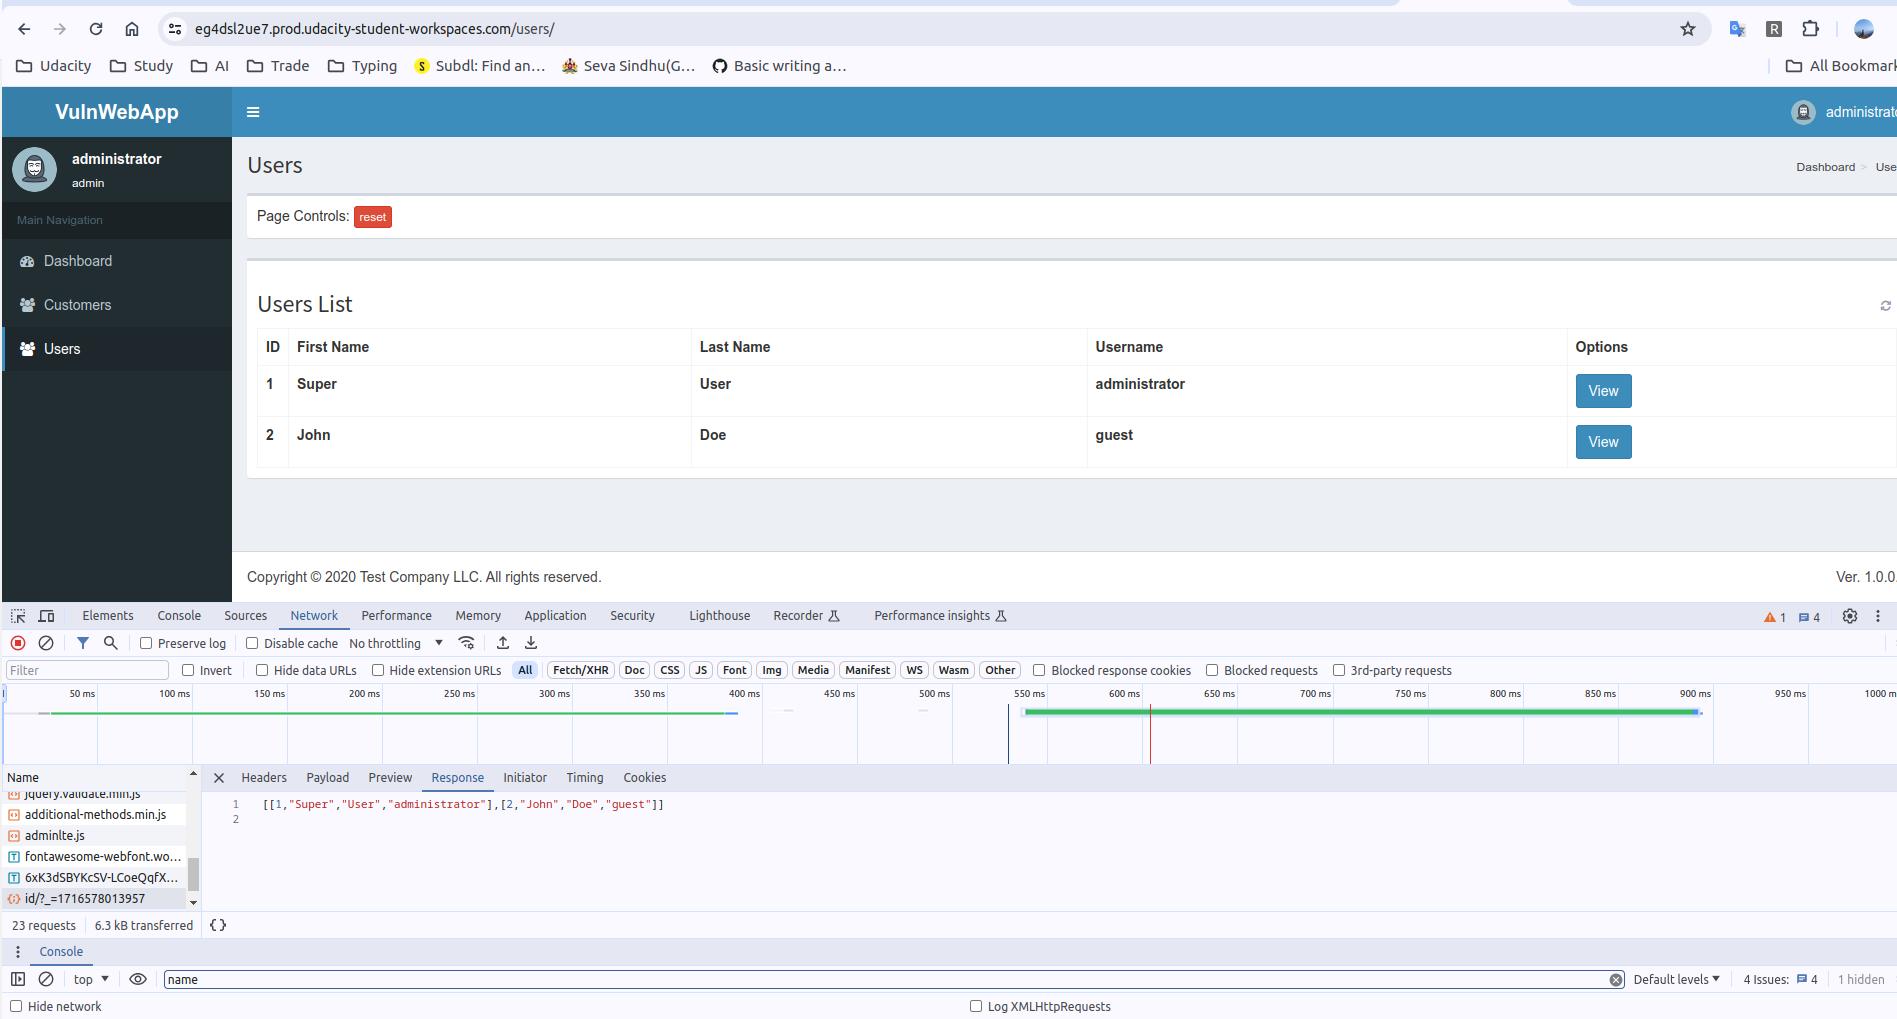 eg4dsl2ue7.prod.udacity-student-workspaces.com/users/
Udacity Study AI Trade Typing Subdl: Find an... Seva Sindhu(G... Basic writing a... All Bookmark
VulnWebApp administrato
administrator
admin
Users Dashboard > Use
Page Controls: reset
Main Navigation
Dashboard
Customers
Users
Users List
ID First Name Last Name Username Options
1 Super User administrator View
2 John Doe guest View
Copyright © 2020 Test Company LLC. All rights reserved. Ver. 1.0.0.
Elements Console Sources Network Performance Memory Application Security Lighthouse Recorder Performance insights 1 4
Preserve log Disable cache No throttling
Filter Invert Hide data URLs Hide extension URLs All Fetch/XHR Doc CSS JS Font Img Media Manifest WS Wasm Other Blocked response cookies Blocked requests 3rd-party requests
50 ms 100 ms 150 ms 200 ms 250 ms 300 ms 350 ms 400 ms 450 ms 500 ms 550 ms 600 ms 650 ms 700 ms 750 ms 800 ms 850 ms 900 ms 950 ms 1000 m
Name Headers Payload Preview Response Initiator Timing Cookies
jquery.validate.min.js
additional-methods.min.js
adminlte.js
fontawesome-webfont.wo...
6xK3dSBYKcSV-LCoeQqfX...
id/?_=1716578013957
1 [[1,"Super","User","administrator"],[2,"John","Doe","guest"]]
2
23 requests 6.3 kB transferred { }
Console
top name Default levels 4 Issues: 4 1 hidden
Hide network Log XMLHttpRequests